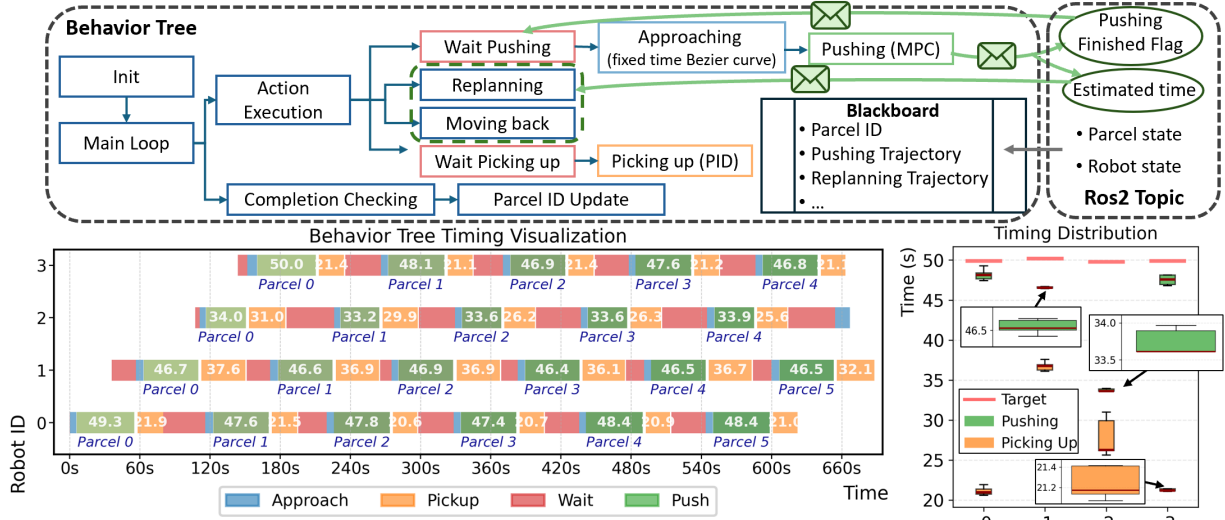 Behavior Tree
Init
Main Loop
Action
Execution
Completion Checking
Parcel ID Update
Wait Pushing
Replanning
Moving back
Wait Picking up
Picking up (PID)
Approaching
(fixed time Bezier curve)
Pushing (MPC)
Blackboard
• Parcel ID
• Pushing Trajectory
• Replanning Trajectory
• ...
Pushing
Finished Flag
Estimated time
• Parcel state
• Robot state
Ros2 Topic
Behavior Tree Timing Visualization
Robot ID
3
50.0 21.4 48.1 21.1 46.9 21.4 47.6 21.2 46.8 21.1
Parcel 0 Parcel 1 Parcel 2 Parcel 3 Parcel 4
2
34.0 31.0 33.2 29.9 33.6 26.2 33.6 26.3 33.9 25.6
Parcel 0 Parcel 1 Parcel 2 Parcel 3 Parcel 4
1
46.7 37.6 46.6 36.9 46.9 36.9 46.4 36.1 46.5 36.7 46.5 32.1
Parcel 0 Parcel 1 Parcel 2 Parcel 3 Parcel 4 Parcel 5
0
49.3 21.9 47.6 21.5 47.8 20.6 47.4 20.7 48.4 20.9 48.4 21.0
Parcel 0 Parcel 1 Parcel 2 Parcel 3 Parcel 4 Parcel 5
0s 60s 120s 180s 240s 300s 360s 420s 480s 540s 600s 660s
Time
Approach Pickup Wait Push
Timing Distribution
Time (s)
50
45
40
35
30
25
20
46.5
34.0
33.5
Target
Pushing
Picking Up
21.4
21.2
0 1 2 3